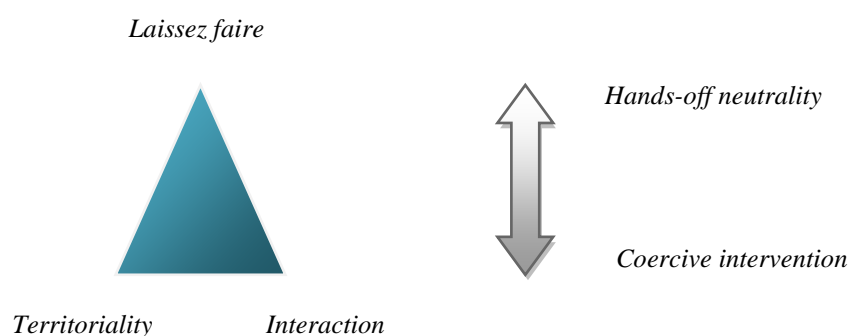 Laissez faire
Hands-off neutrality
Coercive intervention
Territoriality
Interaction